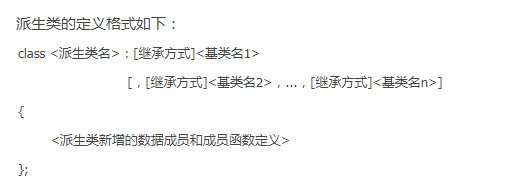 派生类的定义格式如下：
class <派生类名>：[继承方式]<基类名1>
[，[继承方式]<基类名2>，...，[继承方式]<基类名n>]
{
<派生类新增的数据成员和成员函数定义>
};